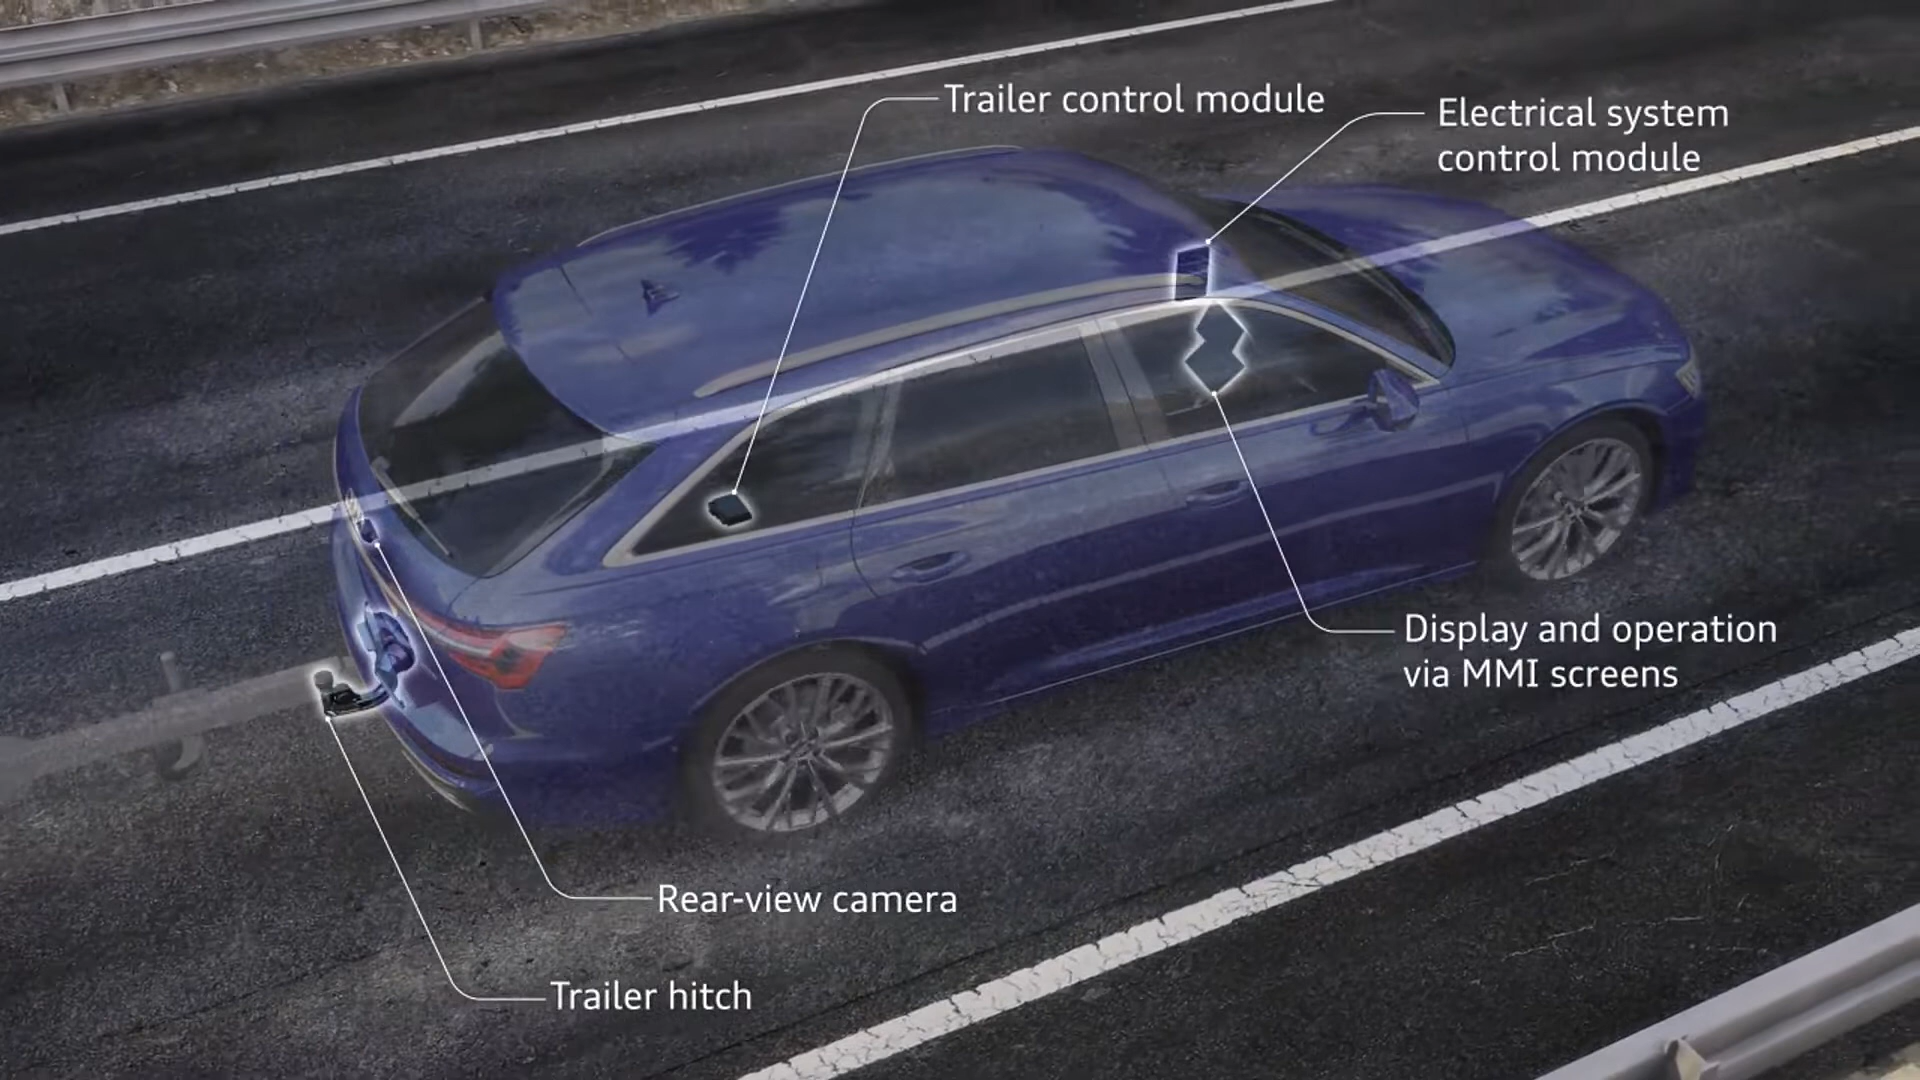 Trailer control module
Electrical system
control module
Display and operation
via MMI screens
Rear-view camera
Trailer hitch